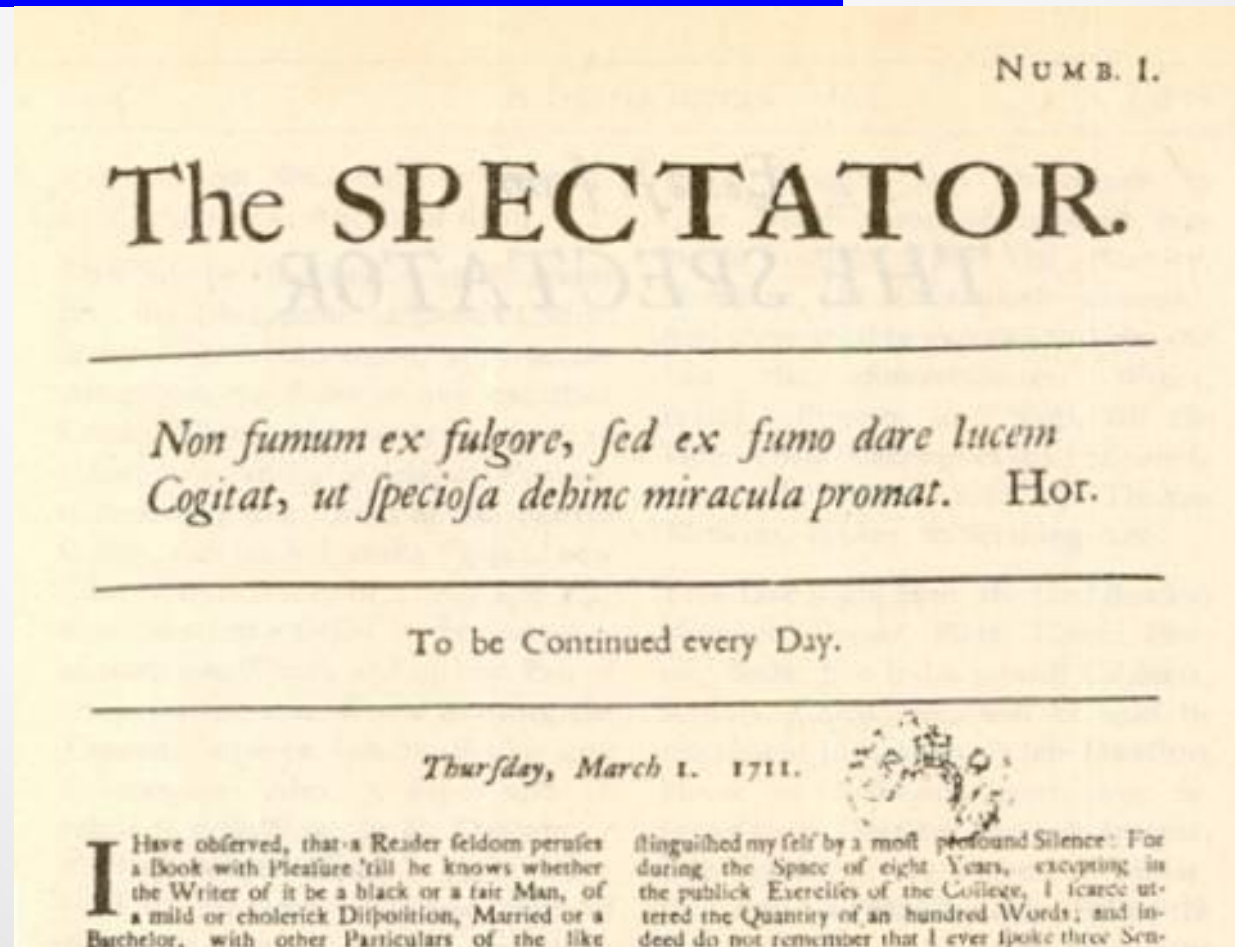 NUMB. I.
The SPECTATOR.
Non fumum ex fulgore, ſed ex fumo dare lucem
Cogitat, ut ſpecioſa dehinc miracula promat. Hor.
To be Continued every Day.
Thurſday, March 1. 1711.
I Have obſerved, that a Reader ſeldom peruſes
a Book with Pleaſure 'till he knows whether
the Writer of it be a black or a fair Man, of
a mild or cholerick Diſpoſition, Married or a
Batchelor, with other Particulars of the like
ſtinguiſhed my ſelf by a moſt profound Silence: For
during the Space of eight Years, excepting in
the publick Exerciſes of the College, I ſcarce ut-
tered the Quantity of an hundred Words; and in-
deed do not remember that I ever ſpoke three Sen-